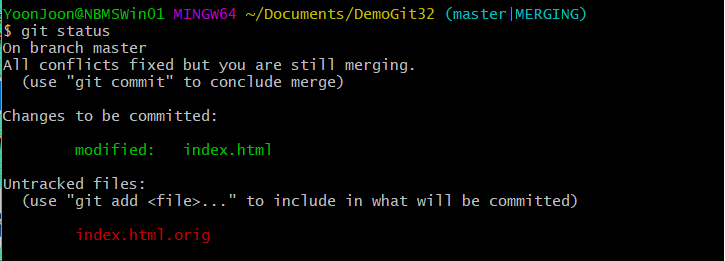 YoonJoon@NBMSWin01 MINGW64 ~/Documents/DemoGit32 (master|MERGING)
$ git status
On branch master
All conflicts fixed but you are still merging.
  (use "git commit" to conclude merge)

Changes to be committed:

        modified:   index.html

Untracked files:
  (use "git add <file>..." to include in what will be committed)

        index.html.orig